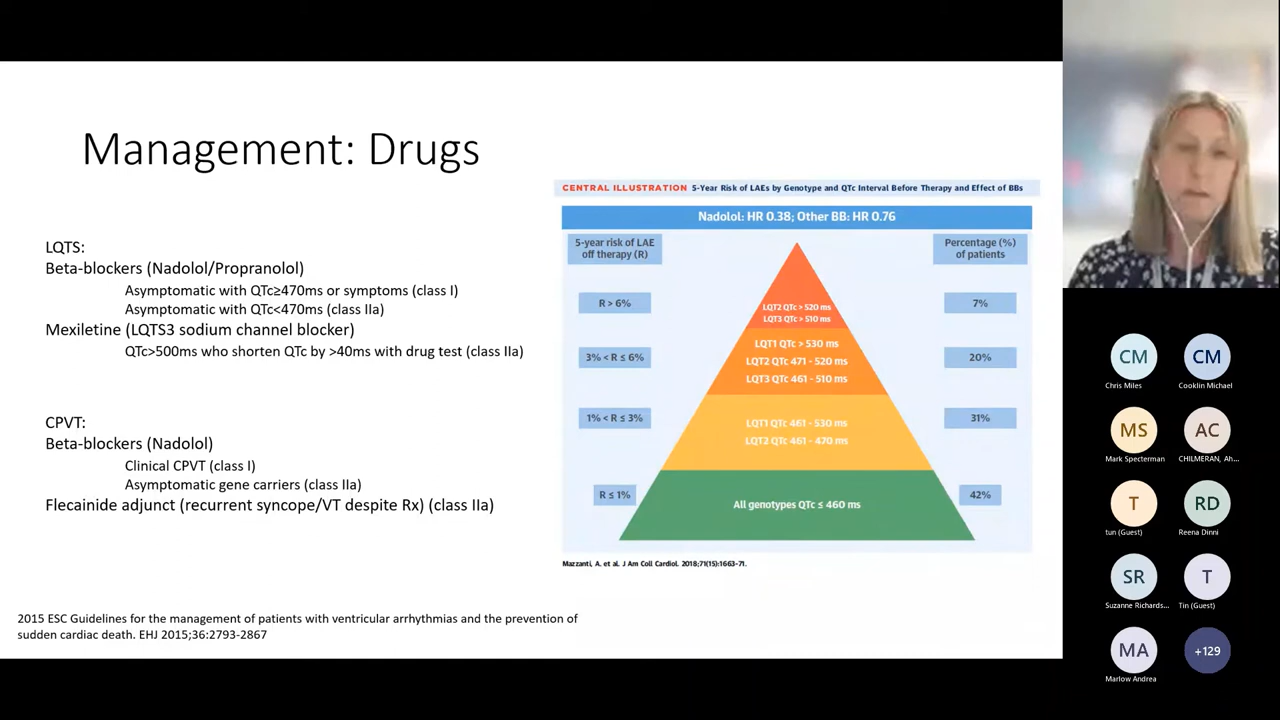 Management: Drugs
LQTS:
Beta-blockers (Nadolol/Propranolol)
Asymptomatic with QTc≥470ms or symptoms (class I)
Asymptomatic with QTc<470ms (class IIa)
Mexiletine (LQTS3 sodium channel blocker)
QTc>500ms who shorten QTc by >40ms with drug test (class IIa)
CPVT:
Beta-blockers (Nadolol)
Clinical CPVT (class I)
Asymptomatic gene carriers (class IIa)
Flecainide adjunct (recurrent syncope/VT despite Rx) (class IIa)
2015 ESC Guidelines for the management of patients with ventricular arrhythmias and the prevention of
sudden cardiac death. EHJ 2015;36:2793-2867
CENTRAL ILLUSTRATION 5-Year Risk of LAEs by Genotype and QTc Interval Before Therapy and Effect of BBs
Nadolol: HR 0.38; Other BB: HR 0.76
5-year risk of LAE
off therapy (R)
Percentage (%)
of patients
R > 6%
LQT2 QTc > 520 ms
LQT3 QTc > 510 ms
7%
3% < R ≤ 6%
LQT1 QTc > 530 ms
LQT2 QTc 471 - 520 ms
LQT3 QTc 461 - 510 ms
20%
1% < R ≤ 3%
LQT1 QTc 461 - 530 ms
LQT2 QTc 461 - 470 ms
31%
R ≤ 1%
All genotypes QTc ≤ 460 ms
42%
Mazzanti, A. et al. J Am Coll Cardiol. 2018;71(15):1663-71.
CM
CM
Chris Miles
Cooklin Michael
MS
AC
Mark Specterman
CHILMERAN, Ah...
T
RD
tun (Guest)
Reena Dinni
SR
T
Suzanne Richards...
Tin (Guest)
MA
+129
Marlow Andrea